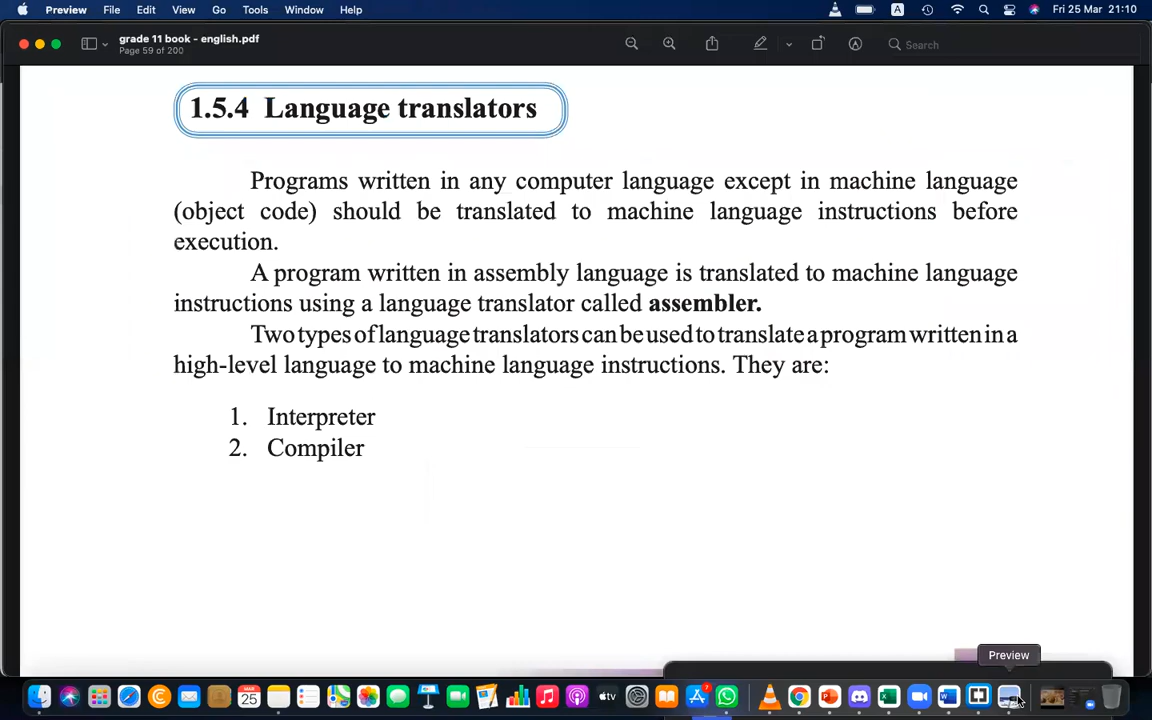 Preview File Edit View Go Tools Window Help A Fri 25 Mar 21:10
grade 11 book - english.pdf
Page 59 of 200
Search
1.5.4 Language translators
Programs written in any computer language except in machine language
(object code) should be translated to machine language instructions before
execution.
A program written in assembly language is translated to machine language
instructions using a language translator called assembler.
Two types of language translators can be used to translate a program written in a
high-level language to machine language instructions. They are:
1. Interpreter
2. Compiler
Preview
MAR
25
tv
7